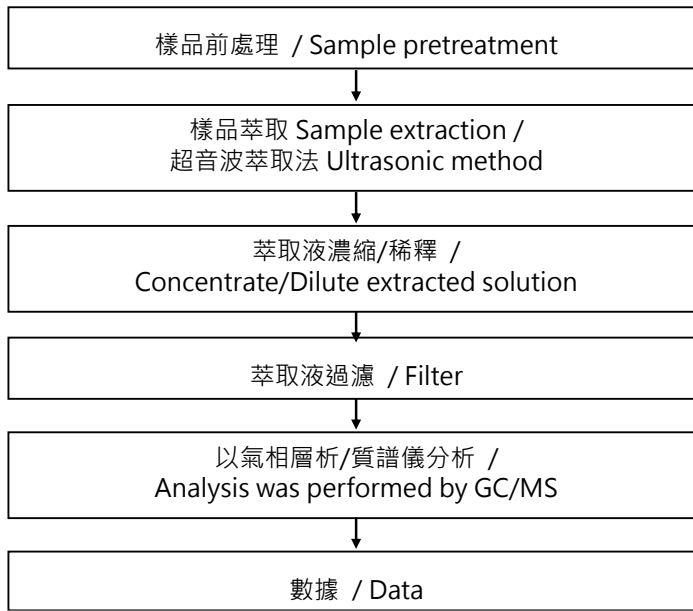 樣品前處理 / Sample pretreatment
樣品萃取 Sample extraction /
超音波萃取法 Ultrasonic method
萃取液濃縮/稀釋 /
Concentrate/Dilute extracted solution
萃取液過濾 / Filter
以氣相層析/質譜儀分析 /
Analysis was performed by GC/MS
數據 / Data